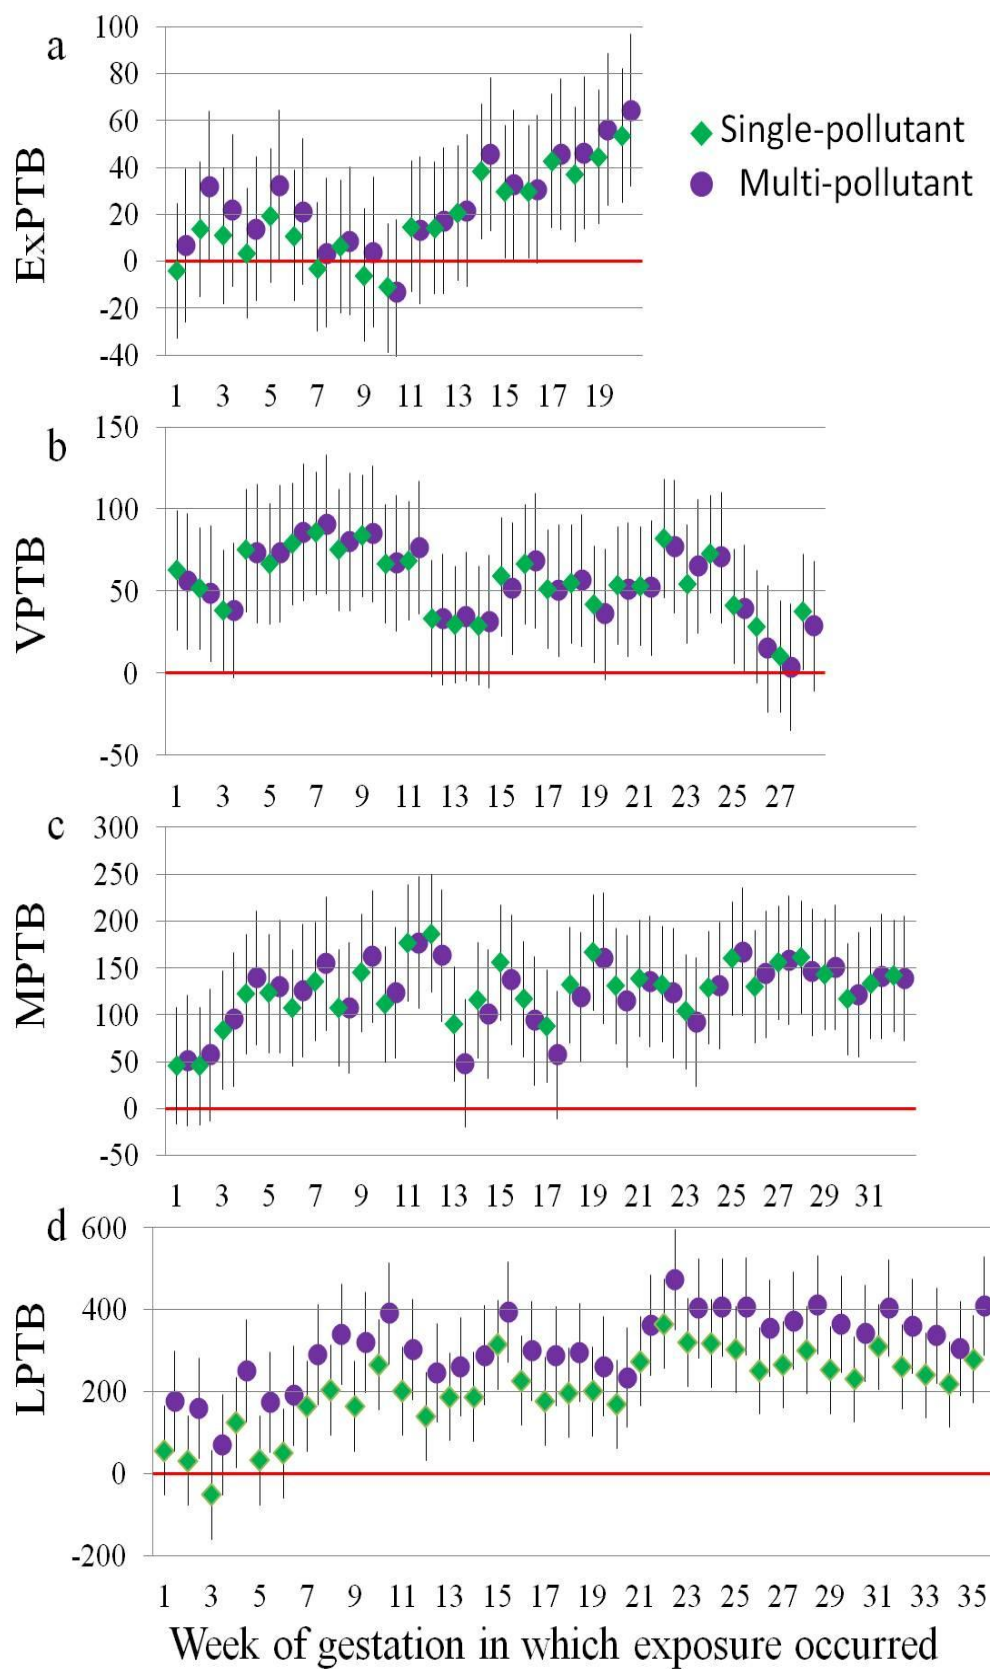 a
ExPTB
100
80
60
40
20
0
-20
-40
1 3 5 7 9 11 13 15 17 19
Single-pollutant
Multi-pollutant
b
VPTB
150
100
50
0
-50
1 3 5 7 9 11 13 15 17 19 21 23 25 27
c
MPTB
300
250
200
150
100
50
0
-50
1 3 5 7 9 11 13 15 17 19 21 23 25 27 29 31
d
LPTB
600
400
200
0
-200
1 3 5 7 9 11 13 15 17 19 21 23 25 27 29 31 33 35
Week of gestation in which exposure occurred